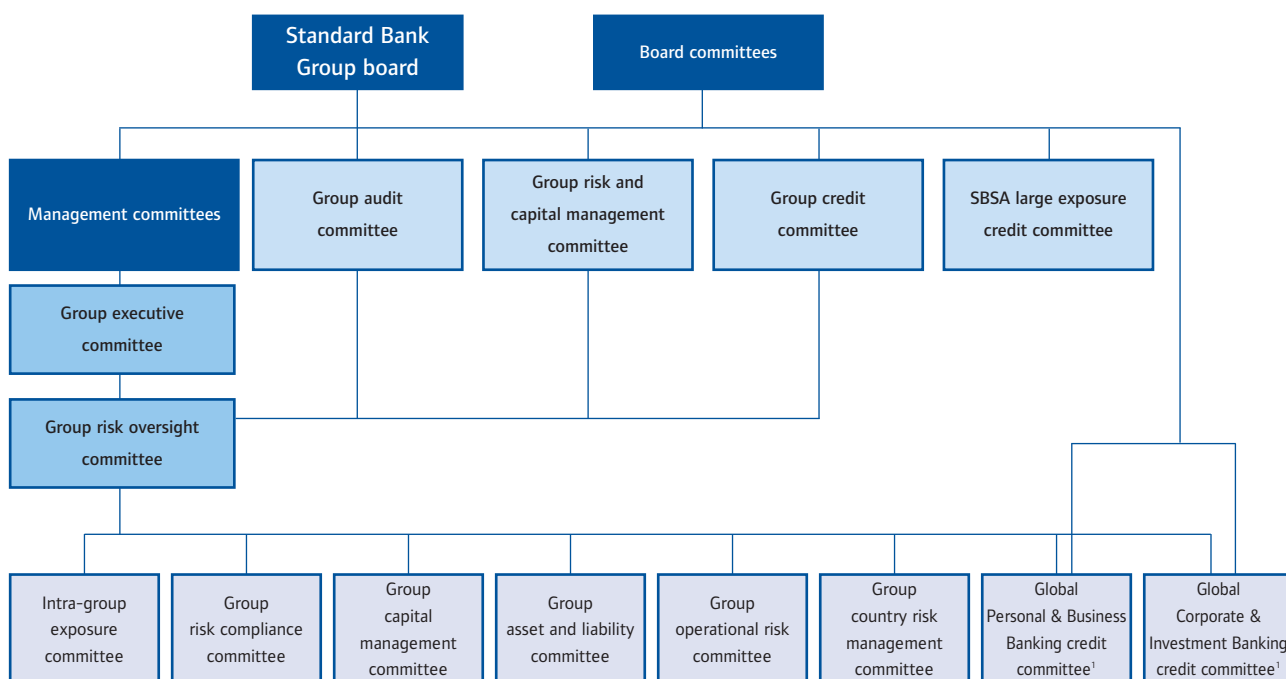 Standard Bank
Group board
Board committees
Management committees
Group audit
committee
Group risk and
capital management
committee
Group credit
committee
SBSA large exposure
credit committee
Group executive
committee
Group risk oversight
committee
Intra-group
exposure
committee
Group
risk compliance
committee
Group
capital
management
committee
Group
asset and liability
committee
Group
operational risk
committee
Group
country risk
management
committee
Global
Personal & Business
Banking credit
committee¹
Global
Corporate &
Investment Banking
credit committee¹